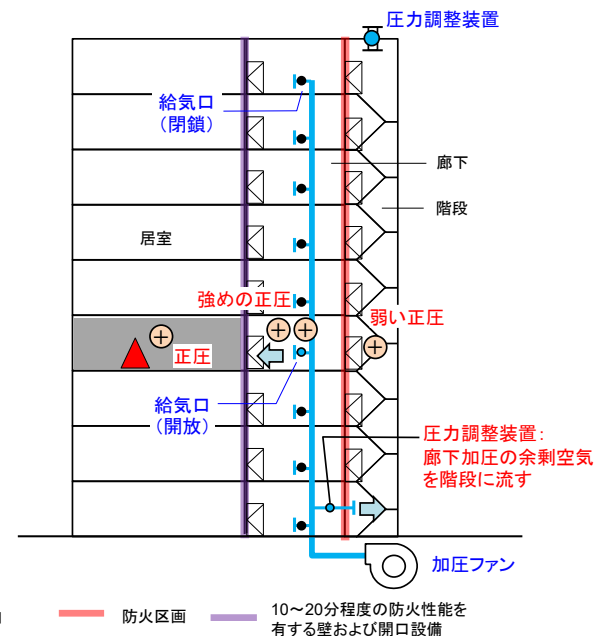 圧力調整装置
給気口
（閉鎖）
廊下
階段
居室
強めの正圧
弱い正圧
正圧
給気口
（開放）
圧力調整装置：
廊下加圧の余剰空気
を階段に流す
加圧ファン
防火区画
10～20分程度の防火性能を
有する壁および開口設備